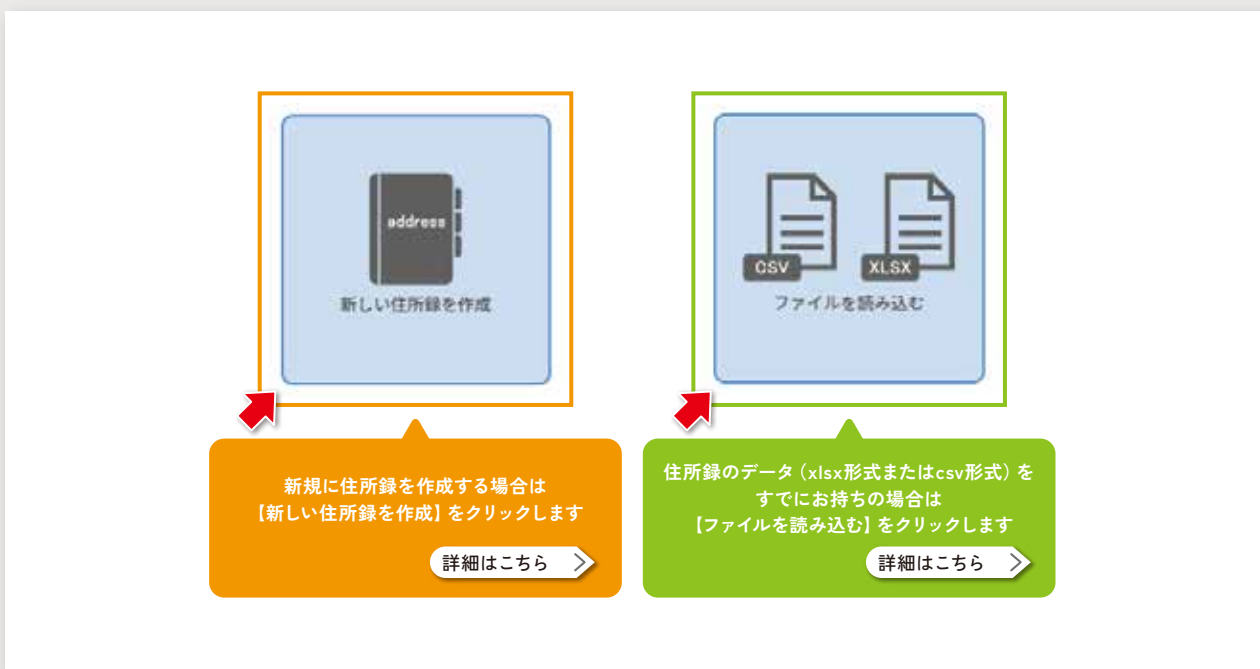 address
新しい住所録を作成
新規に住所録を作成する場合は
【新しい住所録を作成】をクリックします
詳細はこちら
CSV
XLSX
ファイルを読み込む
住所録のデータ（xlsx形式またはcsv形式）を
すでにお持ちの場合は
【ファイルを読み込む】をクリックします
詳細はこちら